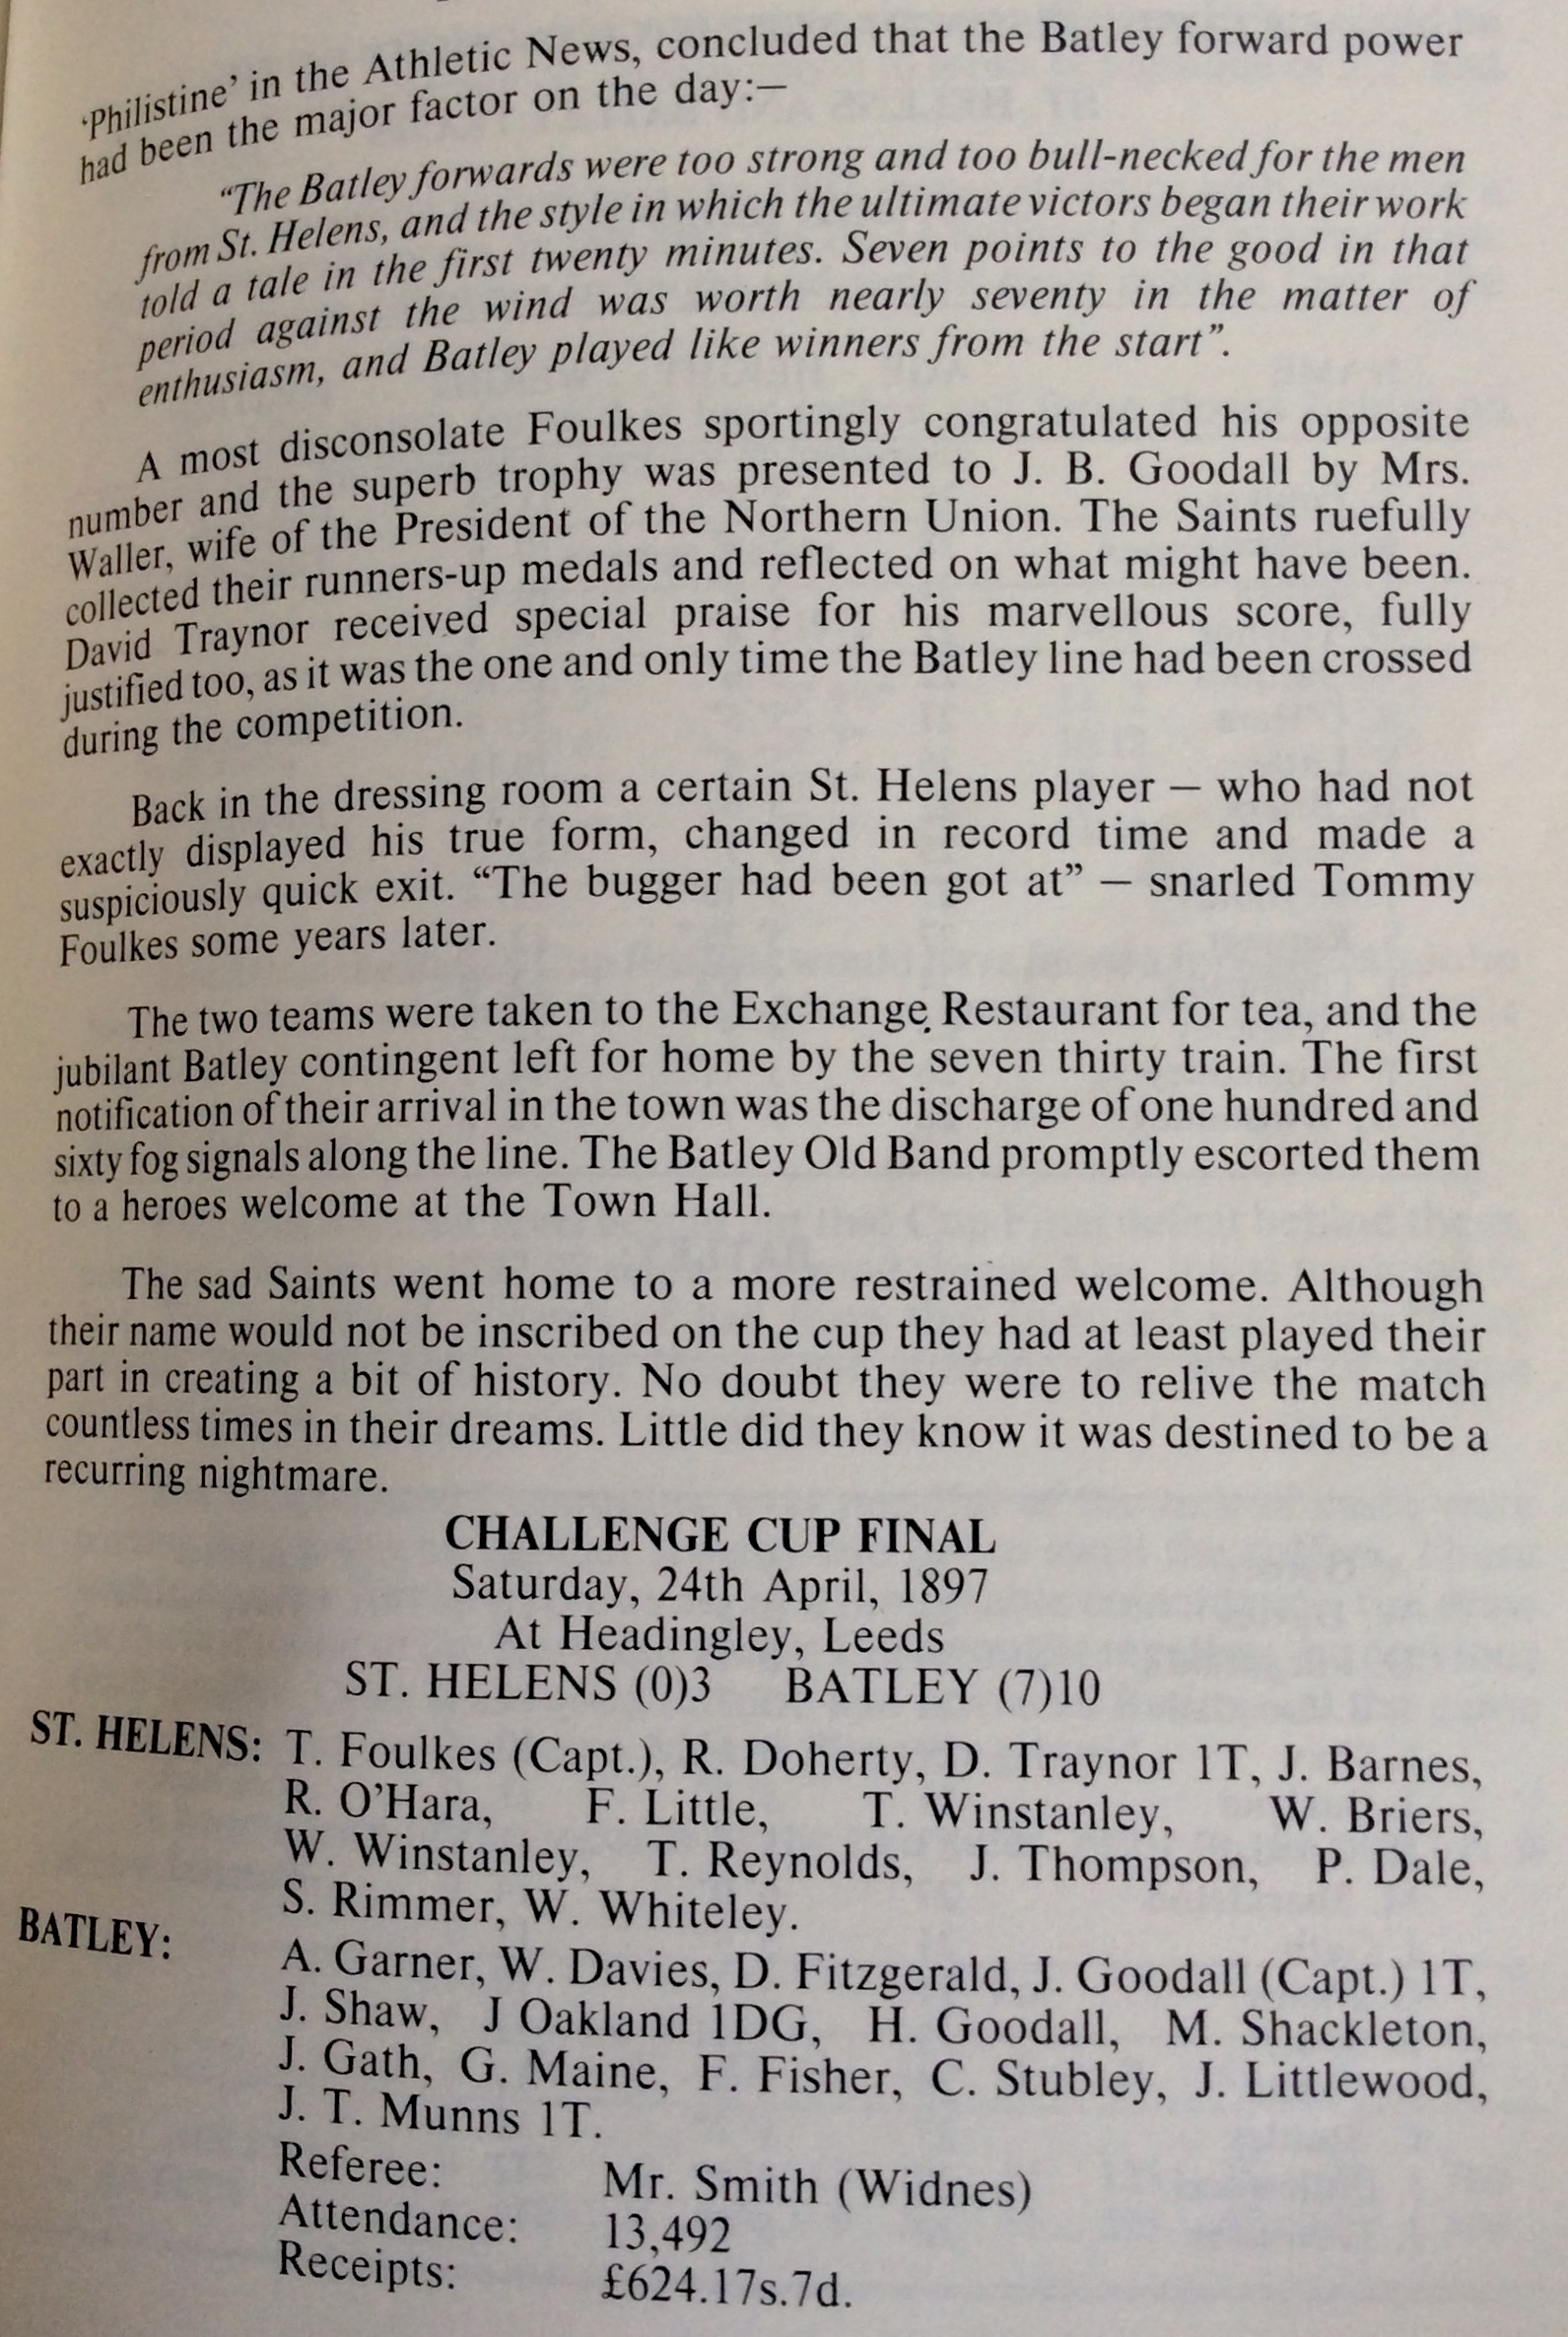 ‘Philistine’ in the Athletic News, concluded that the Batley forward power
had been the major factor on the day:—
“The Batley forwards were too strong and too bull-necked for the men
from St. Helens, and the style in which the ultimate victors began their work
told a tale in the first twenty minutes. Seven points to the good in that
period against the wind was worth nearly seventy in the matter of
enthusiasm, and Batley played like winners from the start”.
A most disconsolate Foulkes sportingly congratulated his opposite
number and the superb trophy was presented to J. B. Goodall by Mrs.
Waller, wife of the President of the Northern Union. The Saints ruefully
collected their runners-up medals and reflected on what might have been.
David Traynor received special praise for his marvellous score, fully
justified too, as it was the one and only time the Batley line had been crossed
during the competition.
Back in the dressing room a certain St. Helens player — who had not
exactly displayed his true form, changed in record time and made a
suspiciously quick exit. “The bugger had been got at” — snarled Tommy
Foulkes some years later.
The two teams were taken to the Exchange Restaurant for tea, and the
jubilant Batley contingent left for home by the seven thirty train. The first
notification of their arrival in the town was the discharge of one hundred and
sixty fog signals along the line. The Batley Old Band promptly escorted them
to a heroes welcome at the Town Hall.
The sad Saints went home to a more restrained welcome. Although
their name would not be inscribed on the cup they had at least played their
part in creating a bit of history. No doubt they were to relive the match
countless times in their dreams. Little did they know it was destined to be a
recurring nightmare.
CHALLENGE CUP FINAL
Saturday, 24th April, 1897
At Headingley, Leeds
ST. HELENS (0)3 BATLEY (7)10
ST. HELENS: T. Foulkes (Capt.), R. Doherty, D. Traynor 1T, J. Barnes,
R. O’Hara, F. Little, T. Winstanley, W. Briers,
W. Winstanley, T. Reynolds, J. Thompson, P. Dale,
S. Rimmer, W. Whiteley.
BATLEY: A. Garner, W. Davies, D. Fitzgerald, J. Goodall (Capt.) 1T,
J. Shaw, J Oakland 1DG, H. Goodall, M. Shackleton,
J. Gath, G. Maine, F. Fisher, C. Stubley, J. Littlewood,
J. T. Munns 1T.
Referee: Mr. Smith (Widnes)
Attendance: 13,492
Receipts: £624.17s.7d.